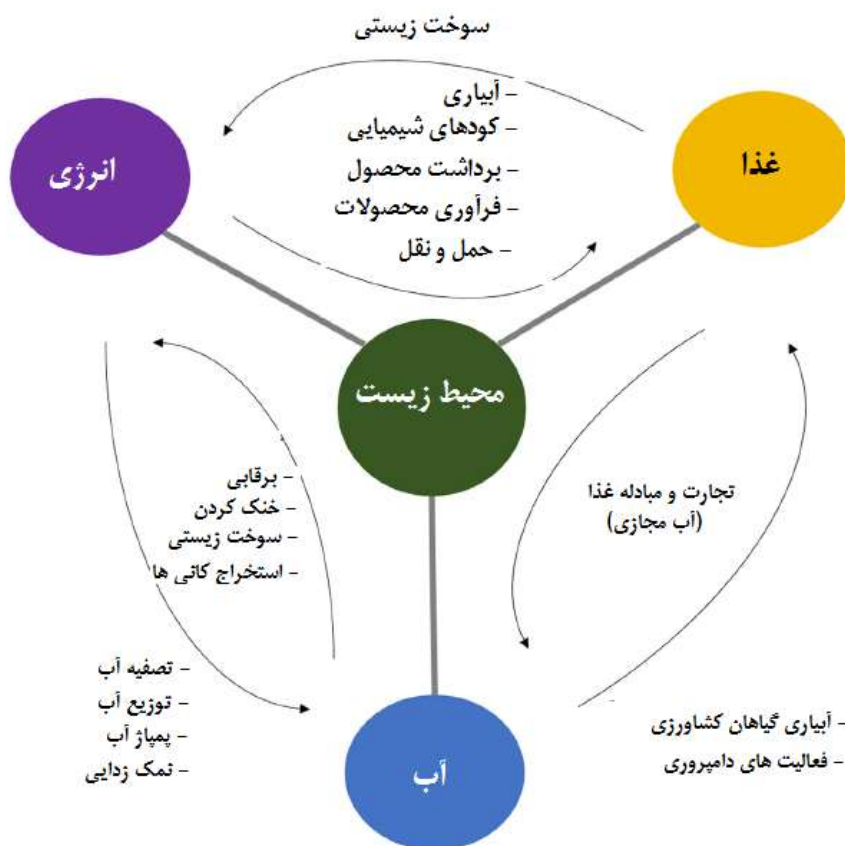 سوخت زیستی
- آبیاری
- کودهای شیمیایی
- برداشت محصول
- فرآوری محصولات
- حمل و نقل
غذا
انرژی
محیط زیست
تجارت و مبادله غذا
(آب مجازی)
- برقابی
- خنک کردن
- سوخت زیستی
- استخراج کانی ها
- تصفیه آب
- توزیع آب
- پمپاژ آب
- نمک زدایی
آب
- آبیاری گیاهان کشاورزی
- فعالیت های دامپروری